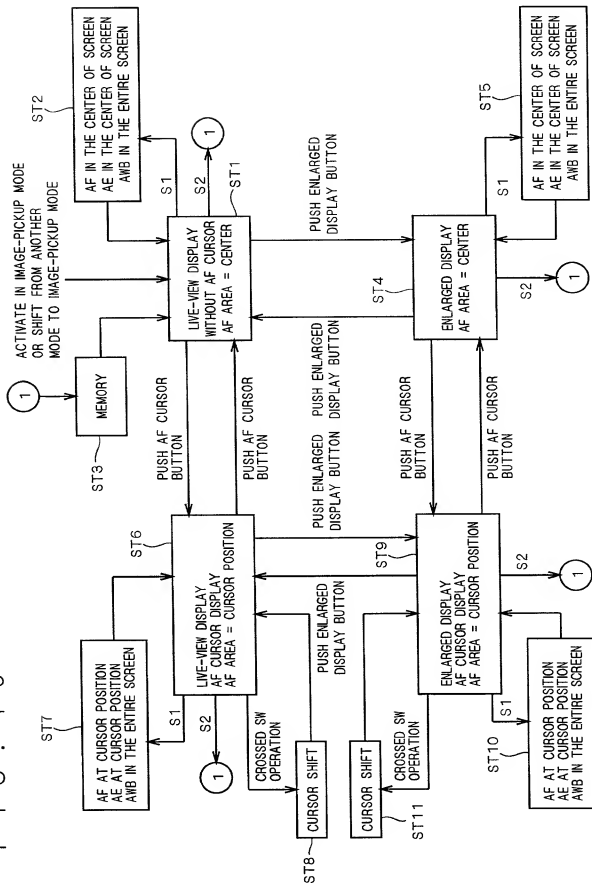 FIG. 10
ACTIVATE IN IMAGE-PICKUP MODE
OR SHIFT FROM ANOTHER
MODE TO IMAGE-PICKUP MODE
1
MEMORY
ST3
ST2
AF IN THE CENTER OF SCREEN
AE IN THE CENTER OF SCREEN
AWB IN THE ENTIRE SCREEN
S1
S2
1
ST1
LIVE-VIEW DISPLAY
WITHOUT AF CURSOR
AF AREA = CENTER
PUSH AF CURSOR
BUTTON
PUSH AF CURSOR
BUTTON
PUSH ENLARGED
DISPLAY BUTTON
PUSH ENLARGED
DISPLAY BUTTON
ST7
AF AT CURSOR POSITION
AE AT CURSOR POSITION
AWB IN THE ENTIRE SCREEN
S1
S2
1
ST6
LIVE-VIEW DISPLAY
AF CURSOR DISPLAY
AF AREA = CURSOR POSITION
CROSSED SW
OPERATION
CURSOR SHIFT
ST8
PUSH ENLARGED
DISPLAY BUTTON
PUSH ENLARGED
DISPLAY BUTTON
ST4
ENLARGED DISPLAY
AF AREA = CENTER
S1
S2
1
ST5
AF IN THE CENTER OF SCREEN
AE IN THE CENTER OF SCREEN
AWB IN THE ENTIRE SCREEN
PUSH AF CURSOR
BUTTON
PUSH AF CURSOR
BUTTON
ST9
ENLARGED DISPLAY
AF CURSOR DISPLAY
AF AREA = CURSOR POSITION
CROSSED SW
OPERATION
CURSOR SHIFT
ST11
S1
S2
1
ST10
AF AT CURSOR POSITION
AE AT CURSOR POSITION
AWB IN THE ENTIRE SCREEN